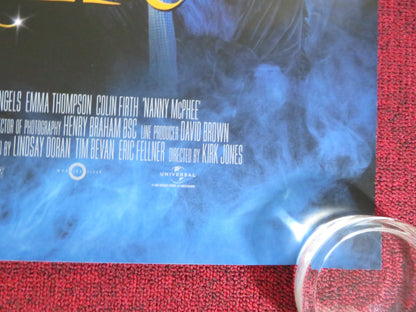 NGELS EMMA THOMPSON COLIN FIRTH "NANNY MCPHEE"
CTOR OF PHOTOGRAPHY HENRY BRAHAM BSC LINE PRODUCER DAVID BROWN
D BY LINDSAY DORAN TIM BEVAN ERIC FELLNER DIRECTED BY KIRK JONES
UNIVERSAL